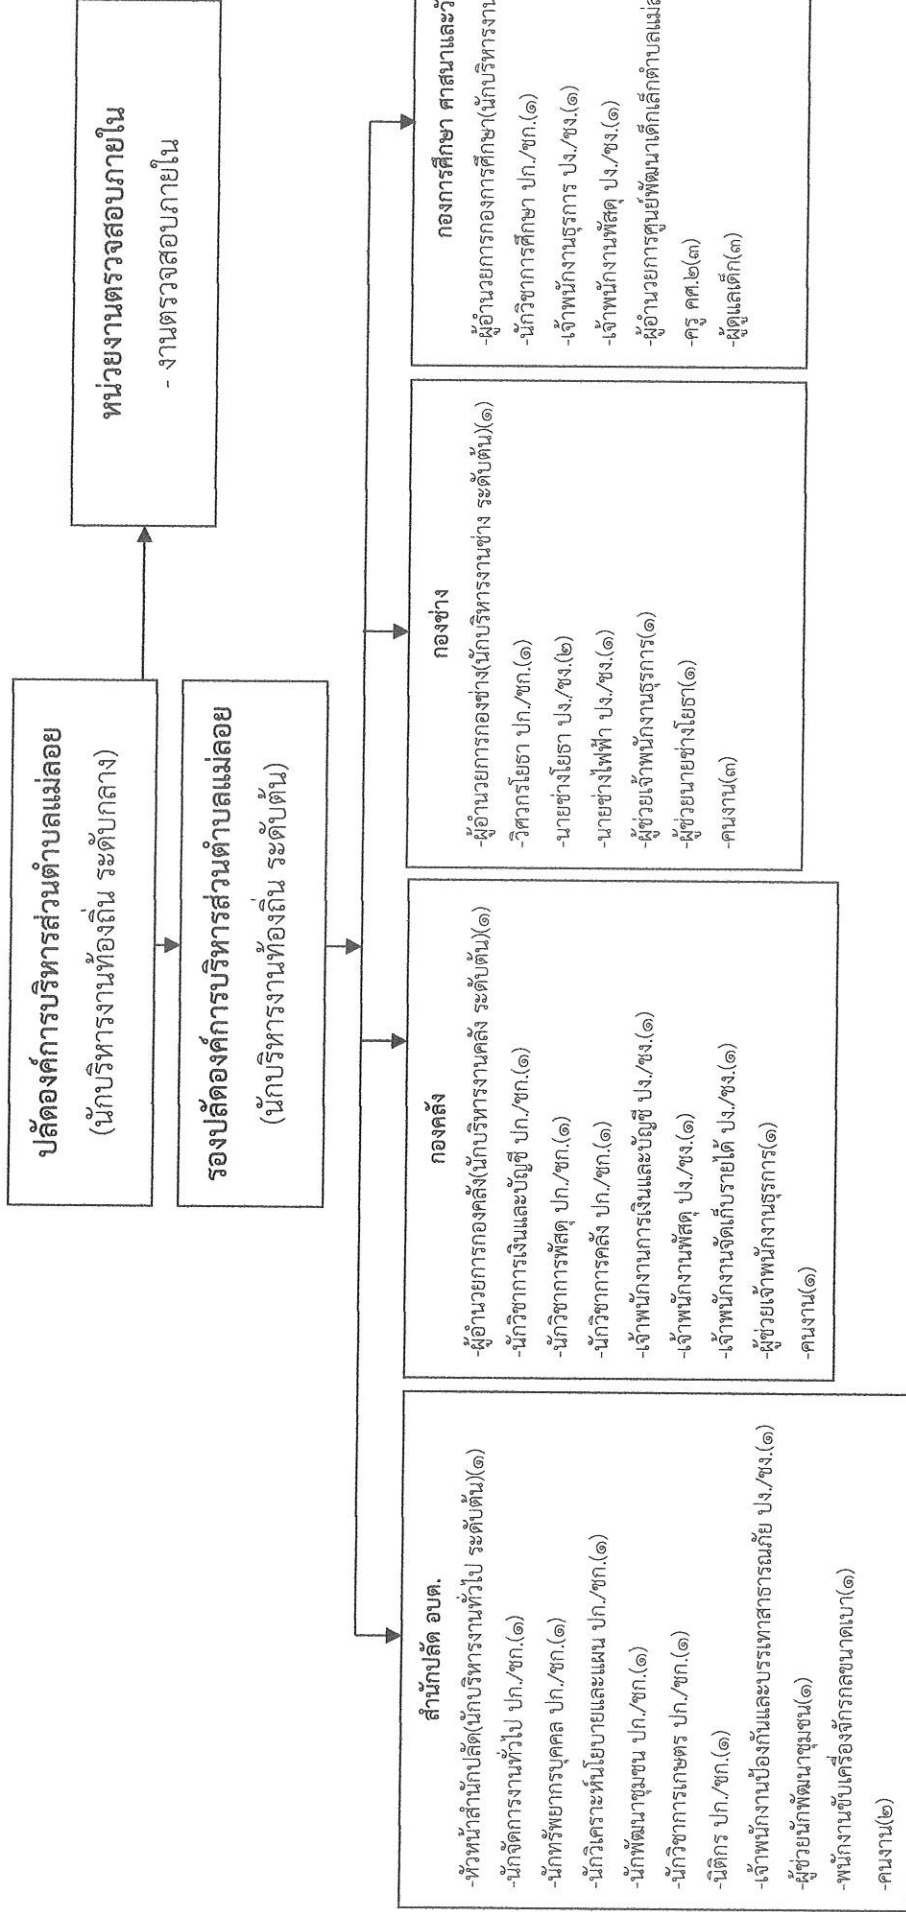 ปลัดองค์การบริหารส่วนตำบลแม่ลอย
(นักบริหารงานท้องถิ่น ระดับกลาง)
รองปลัดองค์การบริหารส่วนตำบลแม่ลอย
(นักบริหารงานท้องถิ่น ระดับต้น)
หน่วยงานตรวจสอบภายใน
- งานตรวจสอบภายใน
สำนักปลัด อบต.
-หัวหน้าสำนักปลัด(นักบริหารงานทั่วไป ระดับต้น)(๑)
-นักจัดการงานทั่วไป ปก./ชก.(๑)
-นักทรัพยากรบุคคล ปก./ชก.(๑)
-นักวิเคราะห์นโยบายและแผน ปก./ชก.(๑)
-นักพัฒนาชุมชน ปก./ชก.(๑)
-นักวิชาการเกษตร ปก./ชก.(๑)
-นิติกร ปก./ชก.(๑)
-เจ้าพนักงานป้องกันและบรรเทาสาธารณภัย ปง./ชง.(๑)
-ผู้ช่วยนักพัฒนาชุมชน(๑)
-พนักงานขับเครื่องจักรกลขนาดเบา(๑)
-คนงาน(๒)
กองคลัง
-ผู้อำนวยการกองคลัง(นักบริหารงานคลัง ระดับต้น)(๑)
-นักวิชาการเงินและบัญชี ปก./ชก.(๑)
-นักวิชาการพัสดุ ปก./ชก.(๑)
-นักวิชาการคลัง ปก./ชก.(๑)
-เจ้าพนักงานการเงินและบัญชี ปง./ชง.(๑)
-เจ้าพนักงานพัสดุ ปง./ชง.(๑)
-เจ้าพนักงานจัดเก็บรายได้ ปง./ชง.(๑)
-ผู้ช่วยเจ้าพนักงานธุรการ(๑)
-คนงาน(๑)
กองช่าง
-ผู้อำนวยการกองช่าง(นักบริหารงานช่าง ระดับต้น)(๑)
-วิศวกรโยธา ปก./ชก.(๑)
-นายช่างโยธา ปง./ชง.(๒)
-นายช่างไฟฟ้า ปง./ชง.(๑)
-ผู้ช่วยเจ้าพนักงานธุรการ(๑)
-ผู้ช่วยนายช่างโยธา(๑)
-คนงาน(๓)
กองการศึกษา ศาสนาและวั
-ผู้อำนวยการกองการศึกษา(นักบริหารงาน
-นักวิชาการศึกษา ปก./ชก.(๑)
-เจ้าพนักงานธุรการ ปง./ชง.(๑)
-เจ้าพนักงานพัสดุ ปง./ชง.(๑)
-ผู้อำนวยการศูนย์พัฒนาเด็กเล็กตำบลแม่ล
-ครู คศ.๒(๓)
-ผู้ดูแลเด็ก(๓)